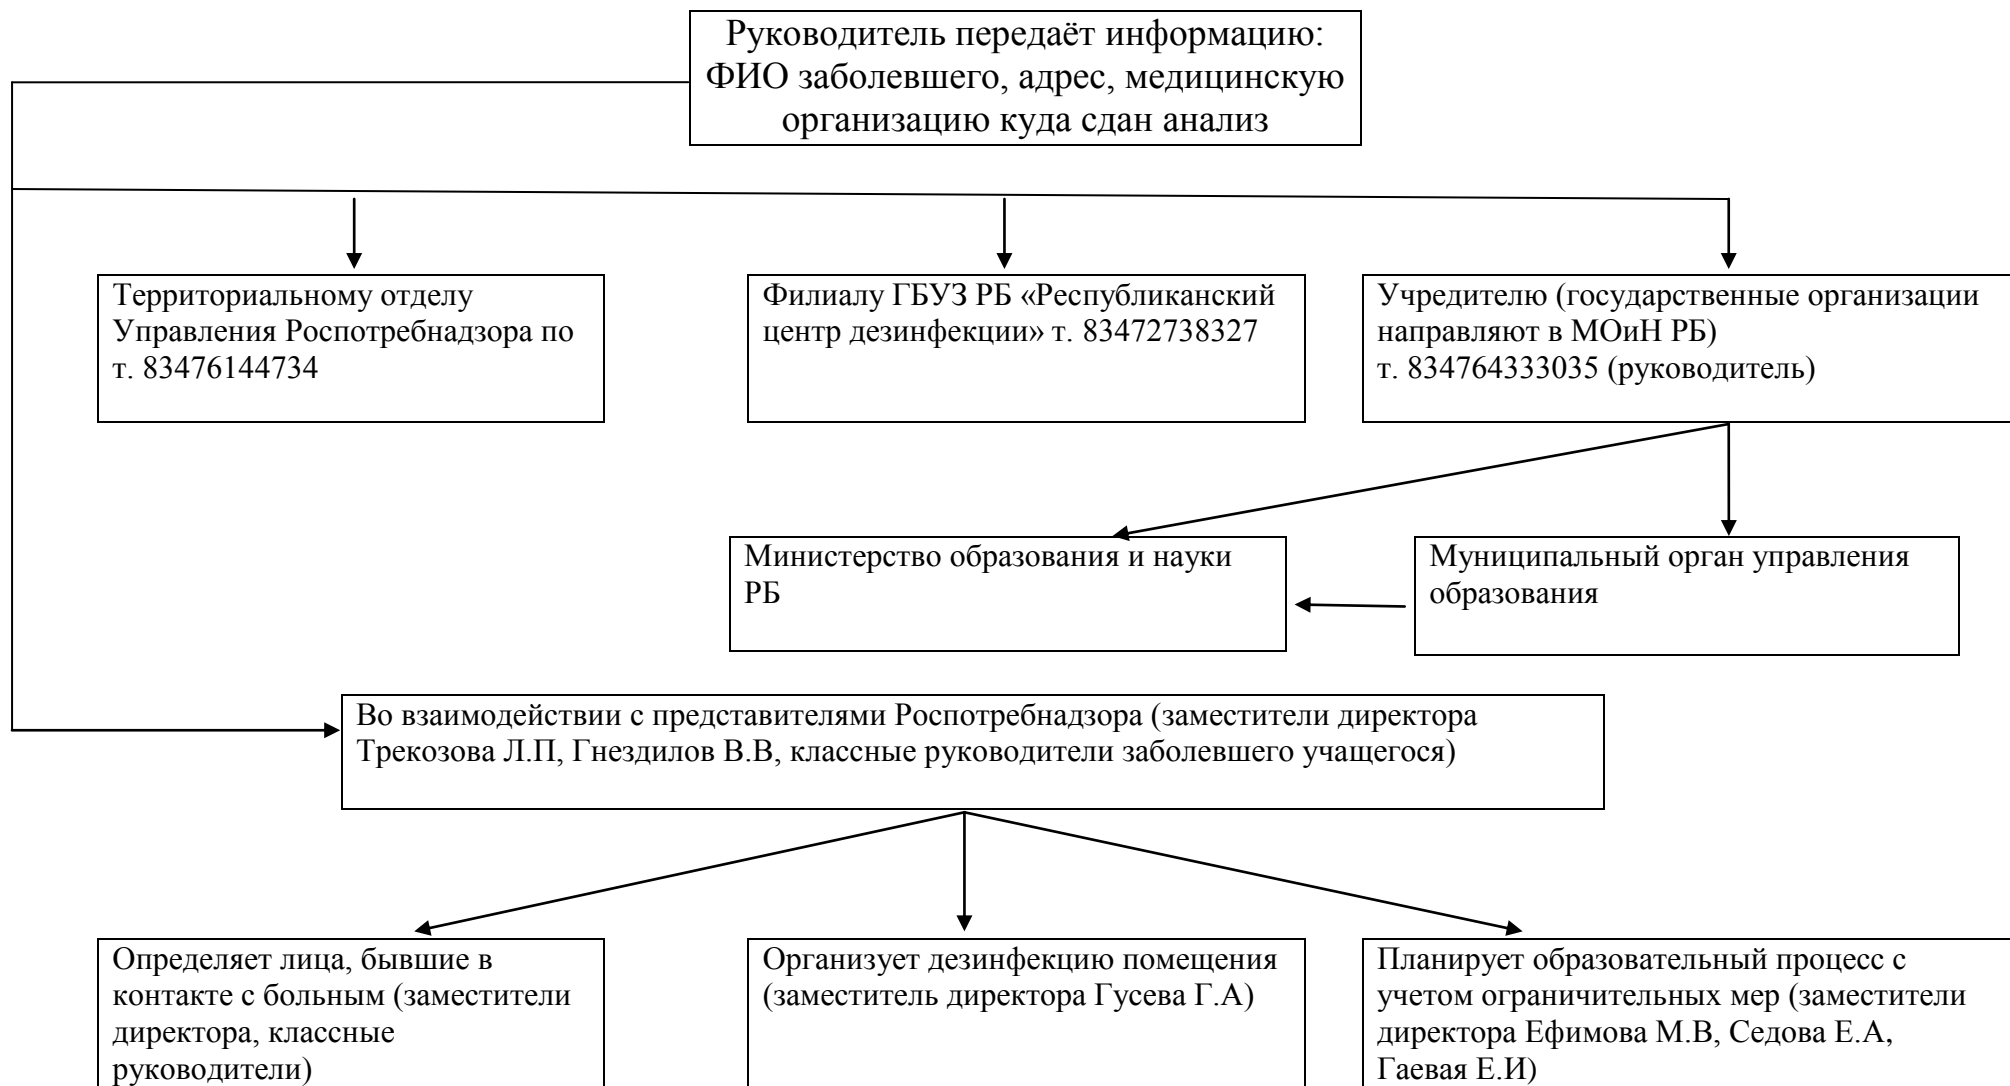 Руководитель передаёт информацию:
ФИО заболевшего, адрес, медицинскую
организацию куда сдан анализ
Территориальному отделу
Управления Роспотребнадзора по
т. 83476144734
Филиалу ГБУЗ РБ «Республиканский
центр дезинфекции» т. 83472738327
Учредителю (государственные организации
направляют в МОиН РБ)
т. 834764333035 (руководитель)
Министерство образования и науки
РБ
Муниципальный орган управления
образования
Во взаимодействии с представителями Роспотребнадзора (заместители директора
Трекозова Л.П, Гнездилов В.В, классные руководители заболевшего учащегося)
Определяет лица, бывшие в
контакте с больным (заместители
директора, классные
руководители)
Организует дезинфекцию помещения
(заместитель директора Гусева Г.А)
Планирует образовательный процесс с
учетом ограничительных мер (заместители
директора Ефимова М.В, Седова Е.А,
Гаевая Е.И)